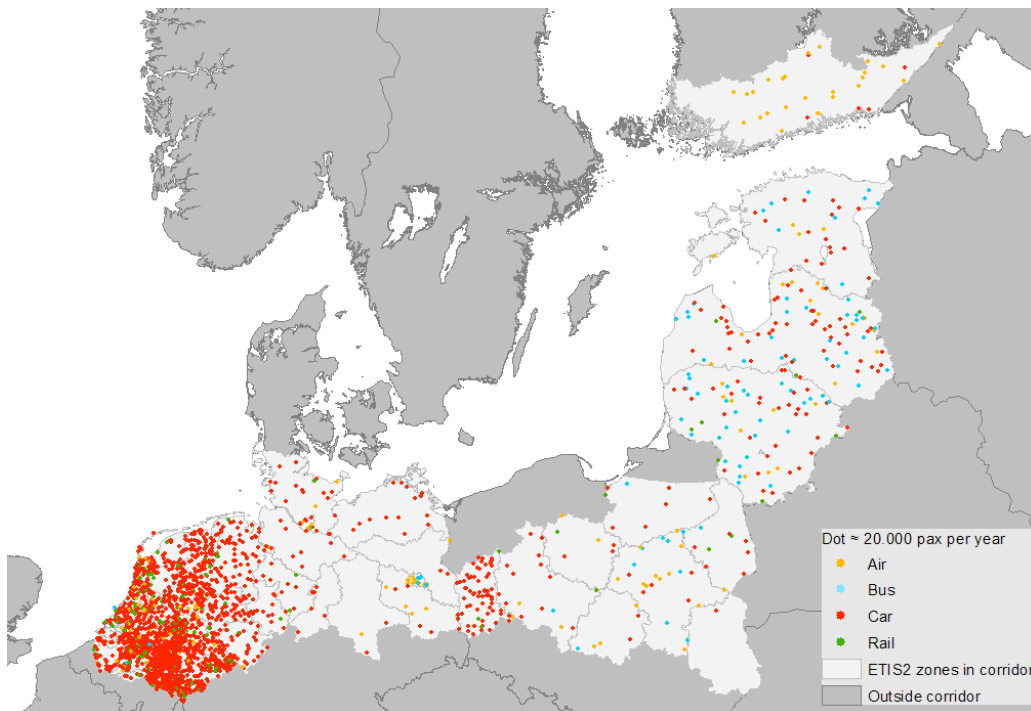 Dot ≈ 20.000 pax per year
Air
Bus
Car
Rail
ETIS2 zones in corridor
Outside corridor